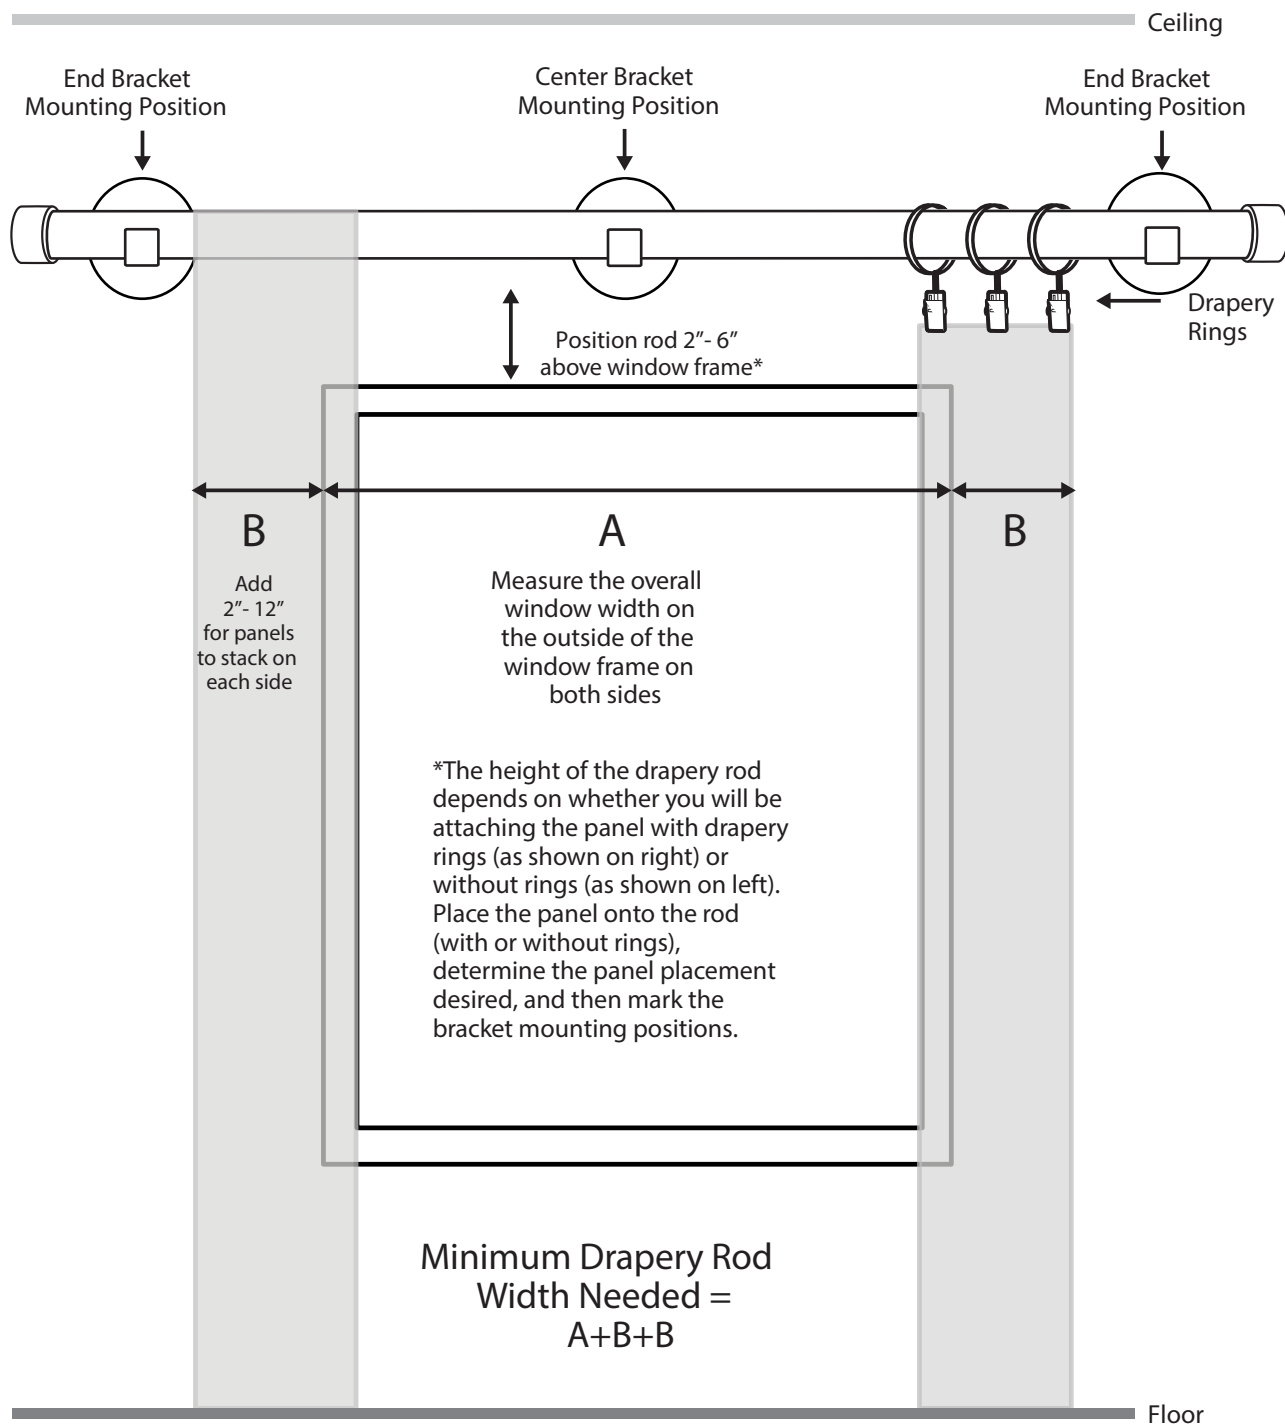 Ceiling
End Bracket
Mounting Position
Center Bracket
Mounting Position
End Bracket
Mounting Position
Drapery
Rings
Position rod 2”- 6”
above window frame*
B
A
B
Add
2”- 12”
for panels
to stack on
each side
Measure the overall
window width on
the outside of the
window frame on
both sides
*The height of the drapery rod
depends on whether you will be
attaching the panel with drapery
rings (as shown on right) or
without rings (as shown on left).
Place the panel onto the rod
(with or without rings),
determine the panel placement
desired, and then mark the
bracket mounting positions.
Minimum Drapery Rod
Width Needed =
A+B+B
Floor